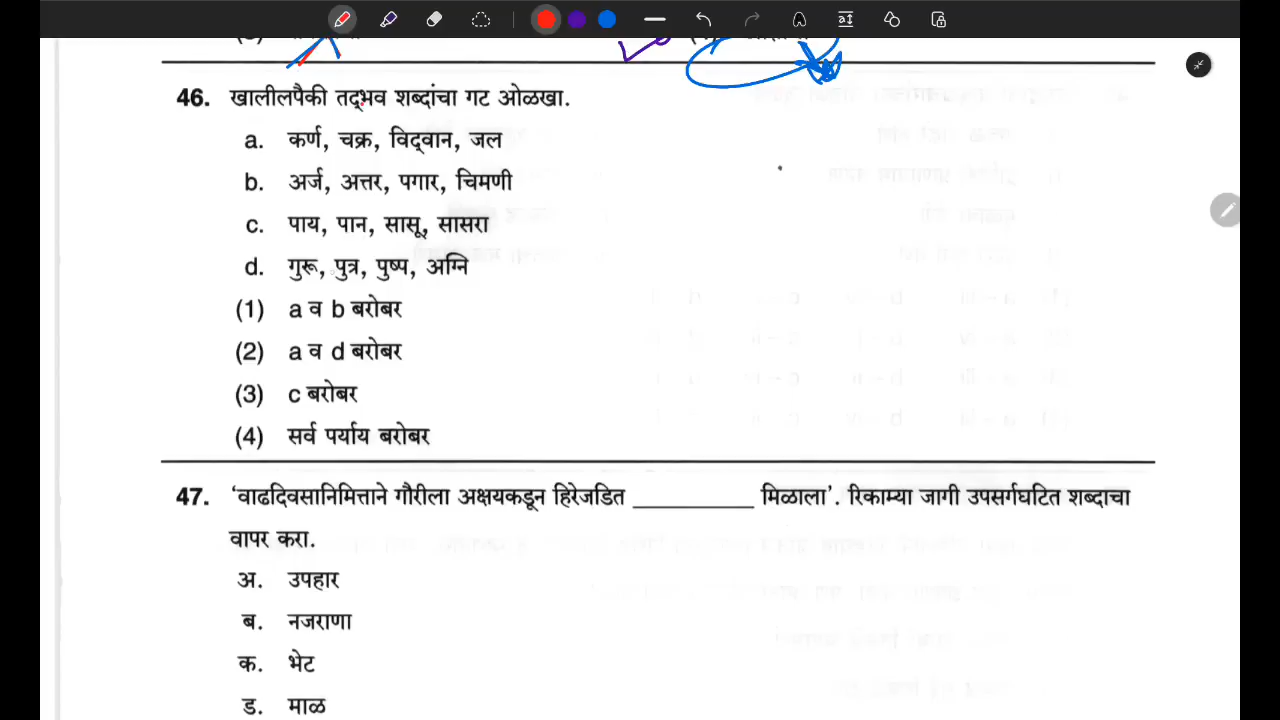 46. खालीलपैकी तद्‌भव शब्दांचा गट ओळखा.
a. कर्ण, चक्र, विद्‌वान, जल
b. अर्ज, अत्तर, पगार, चिमणी
c. पाय, पान, सासू, सासरा
d. गुरू, पुत्र, पुष्प, अग्नि
(1) a व b बरोबर
(2) a व d बरोबर
(3) c बरोबर
(4) सर्व पर्याय बरोबर
47. ‘वाढदिवसानिमित्ताने गौरीला अक्षयकडून हिरेजडित __________ मिळाला’. रिकाम्या जागी उपसर्गघटित शब्दाचा
वापर करा.
अ. उपहार
ब. नजराणा
क. भेट
ड. माळ